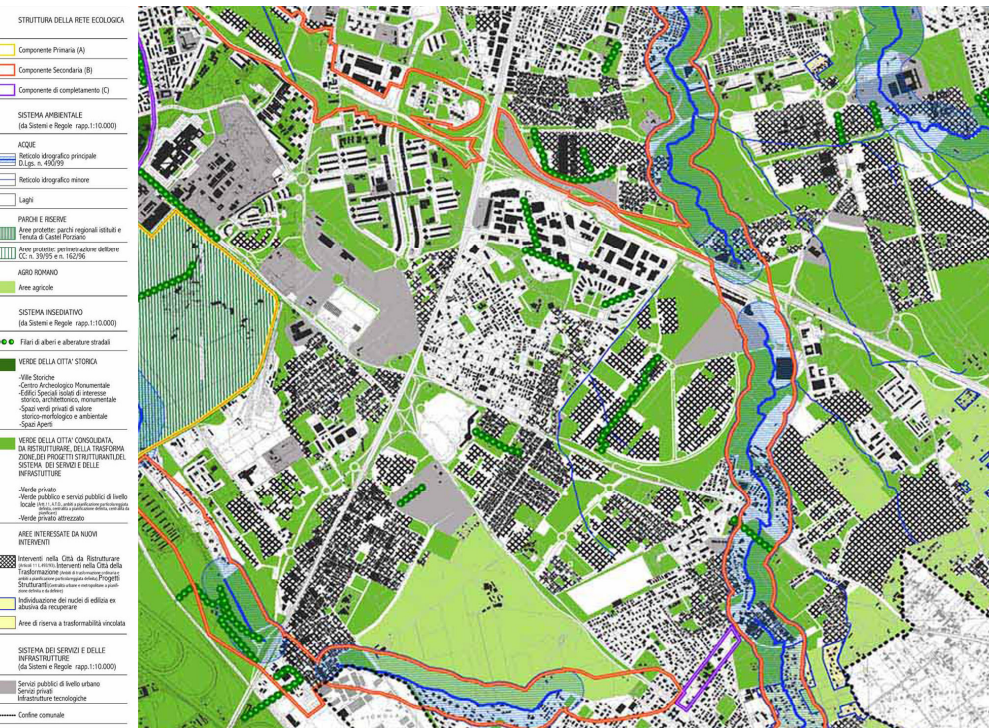 STRUTTURA DELLA RETE ECOLOGICA
Componente Primaria (A)
Componente Secondaria (B)
Componente di completamento (C)
SISTEMA AMBIENTALE
(da Sistemi e Regole rapp.1:10.000)
ACQUE
Reticolo idrografico principale
D.Lgs. n. 490/99
Reticolo idrografico minore
Laghi
PARCHI E RISERVE
Aree protette: parchi regionali istituiti e
Tenuta di Castel Porziano
Aree protette: perimetrazione delibere
CC: n. 39/95 e n. 162/96
AGRO ROMANO
Aree agricole
SISTEMA INSEDIATIVO
(da Sistemi e Regole rapp.1:10.000)
Filari di alberi e alberature stradali
VERDE DELLA CITTA' STORICA
-Ville Storiche
-Centro Archeologico Monumentale
-Edifici Speciali isolati di interesse
storico, architettonico, monumentale
-Spazi verdi privati di valore
storico-morfologico e ambientale
-Spazi Aperti
VERDE DELLA CITTA' CONSOLIDATA,
DA RISTRUTTURARE, DELLA TRASFORMA
ZIONE,DEI PROGETTI STRUTTURANTI,DEL
SISTEMA DEI SERVIZI E DELLE
INFRASTUTTURE
-Verde privato
-Verde pubblico e servizi pubblici di livello
locale
-Verde privato attrezzato
AREE INTERESSATE DA NUOVI
INTERVENTI
Interventi nella Città da Ristrutturare
Interventi nella Città della
Trasformazione
Progetti
Strutturanti
Individuazione dei nuclei di edilizia ex
abusiva da recuperare
Aree di riserva a trasformabilità vincolata
SISTEMA DEI SERVIZI E DELLE
INFRASTRUTTURE
(da Sistemi e Regole rapp.1:10.000)
Servizi pubblici di livello urbano
Servizi privati
Infrastrutture tecnologiche
Confine comunale